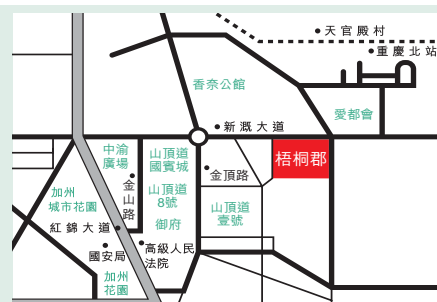 天官殿村
重慶北站
香奈公館
愛都會
新溉大道
中渝
廣場
山頂道
國賓城
梧桐郡
金山路
金頂路
加州
城市花園
山頂道
8號
山頂道
壹號
御府
紅錦大道
國安局
高級人民
法院
加州
花園